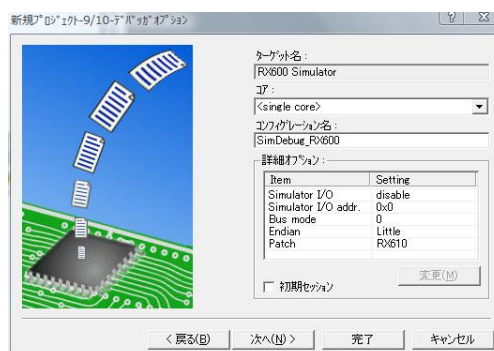 新規ﾌﾟﾛｼﾞｪｸﾄ-9/10-ﾃﾞﾊﾞｯｶﾞｵﾌﾟｼｮﾝ
ﾀｰｹﾞｯﾄ名 :
RX600 Simulator
ｺｱ :
<single core>
ｺﾝﾌｨｸﾞﾚｰｼｮﾝ名 :
SimDebug_RX600
詳細ｵﾌﾟｼｮﾝ :
Item Setting
Simulator I/O disable
Simulator I/O addr. 0x0
Bus mode 0
Endian Little
Patch RX610
初期ｾｯｼｮﾝ
変更(M)
< 戻る(B) 次へ(N) > 完了 キャンセル